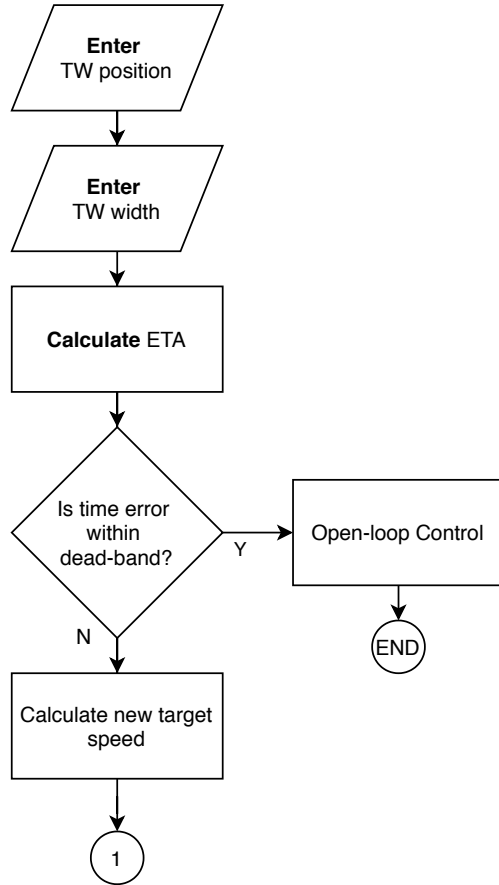 Enter
TW position
Enter
TW width
Calculate ETA
Is time error
within
dead-band?
Y
Open-loop Control
END
N
Calculate new target
speed
1